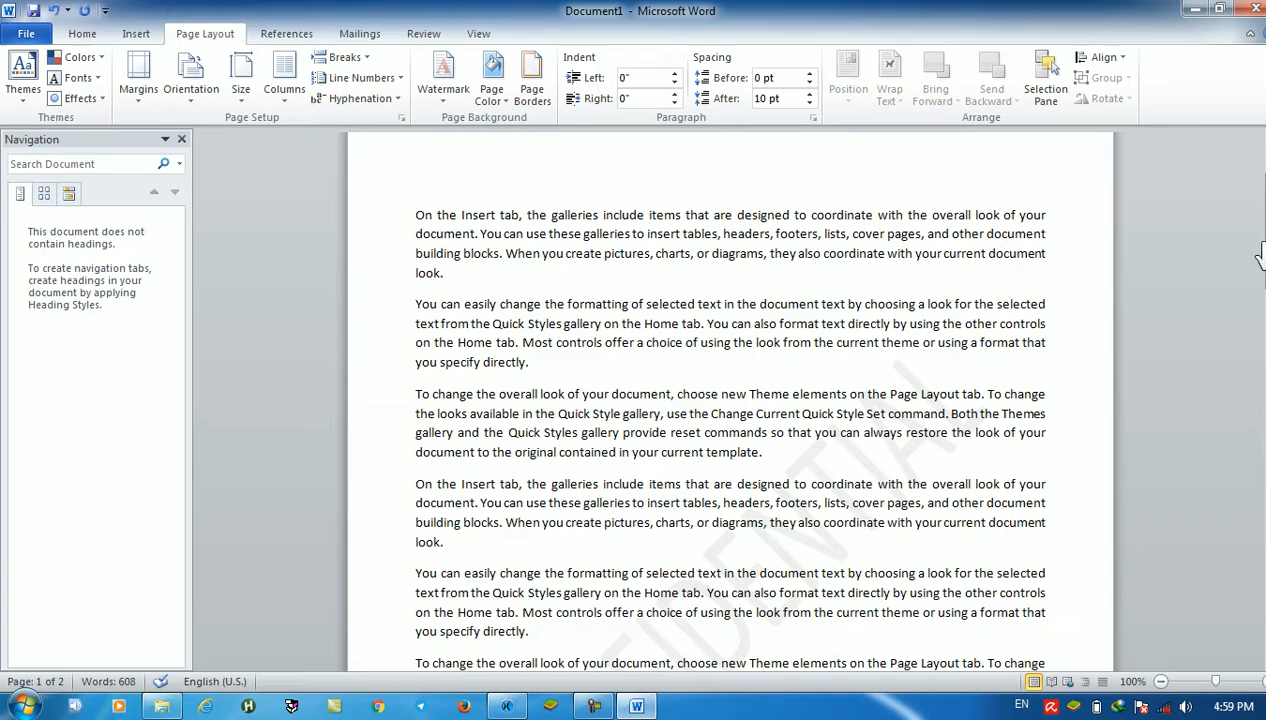 Document1 - Microsoft Word
File Home Insert Page Layout References Mailings Review View
Themes
Colors
Fonts
Effects
Themes
Margins Orientation Size Columns
Breaks
Line Numbers
Hyphenation
Page Setup
Watermark Page Color Page Borders
Page Background
Indent Spacing
Left: 0" Before: 0 pt
Right: 0" After: 10 pt
Paragraph
Position Wrap Text Bring Forward Send Backward Selection Pane
Align
Group
Rotate
Arrange
Navigation
Search Document
This document does not
contain headings.
To create navigation tabs,
create headings in your
document by applying
Heading Styles.
On the Insert tab, the galleries include items that are designed to coordinate with the overall look of your
document. You can use these galleries to insert tables, headers, footers, lists, cover pages, and other document
building blocks. When you create pictures, charts, or diagrams, they also coordinate with your current document
look.
You can easily change the formatting of selected text in the document text by choosing a look for the selected
text from the Quick Styles gallery on the Home tab. You can also format text directly by using the other controls
on the Home tab. Most controls offer a choice of using the look from the current theme or using a format that
you specify directly.
To change the overall look of your document, choose new Theme elements on the Page Layout tab. To change
the looks available in the Quick Style gallery, use the Change Current Quick Style Set command. Both the Themes
gallery and the Quick Styles gallery provide reset commands so that you can always restore the look of your
document to the original contained in your current template.
On the Insert tab, the galleries include items that are designed to coordinate with the overall look of your
document. You can use these galleries to insert tables, headers, footers, lists, cover pages, and other document
building blocks. When you create pictures, charts, or diagrams, they also coordinate with your current document
look.
You can easily change the formatting of selected text in the document text by choosing a look for the selected
text from the Quick Styles gallery on the Home tab. You can also format text directly by using the other controls
on the Home tab. Most controls offer a choice of using the look from the current theme or using a format that
you specify directly.
To change the overall look of your document, choose new Theme elements on the Page Layout tab. To change
FIDENTIAL
Page: 1 of 2 Words: 608 English (U.S.) 100%
EN 4:59 PM